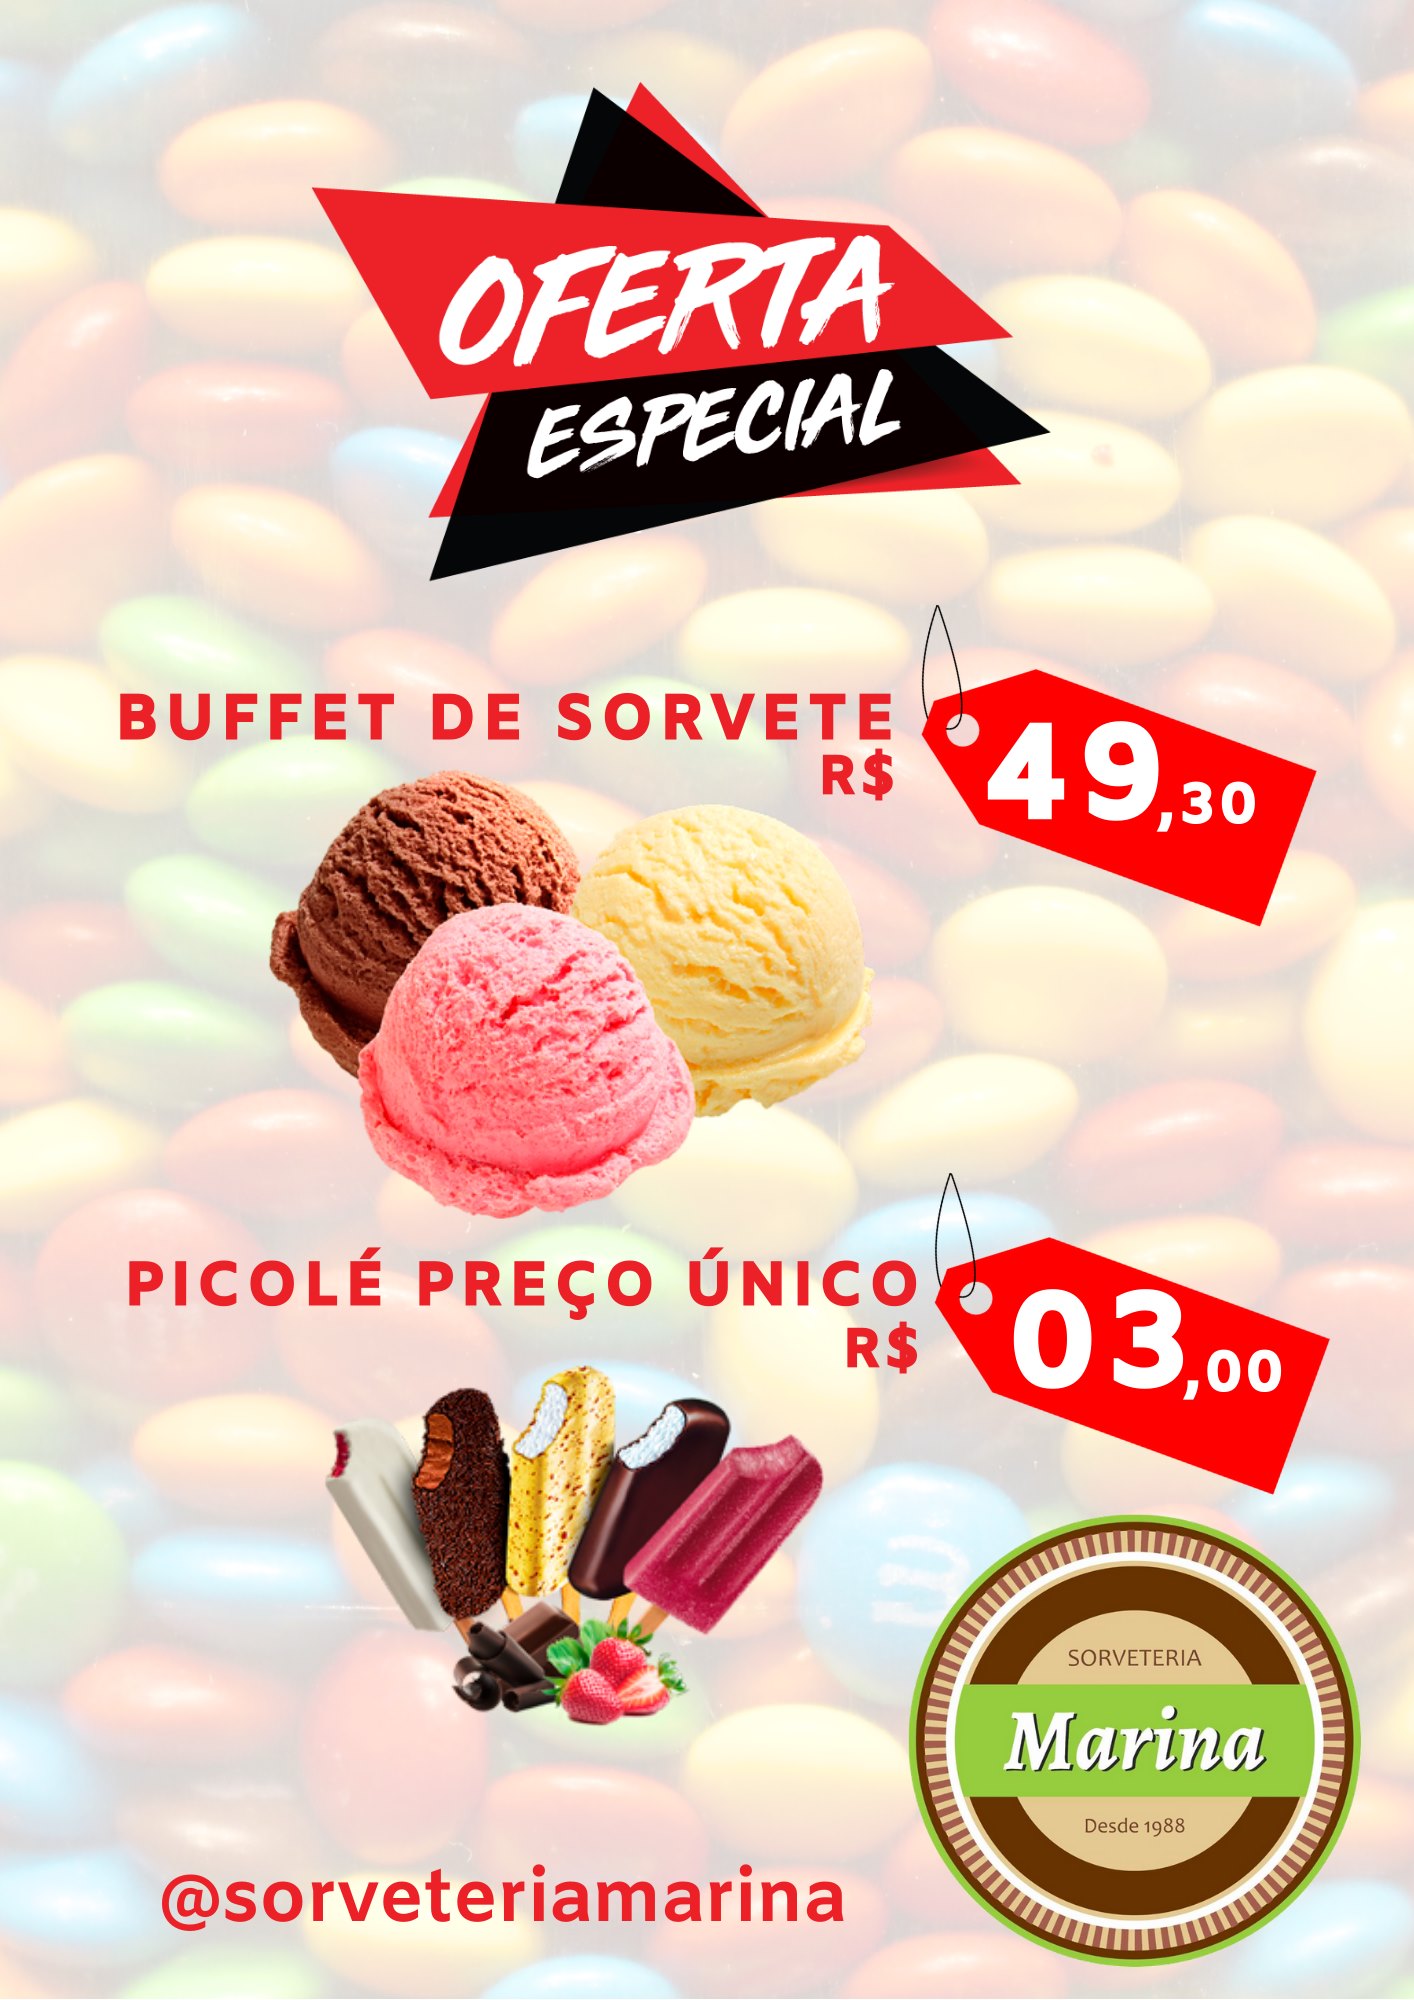 OFERTA
ESPECIAL
BUFFET DE SORVETE
R$
49,30
PICOLÉ PREÇO ÚNICO
R$
03,00
SORVETERIA
Marina
Desde 1988
@sorveteriamarina